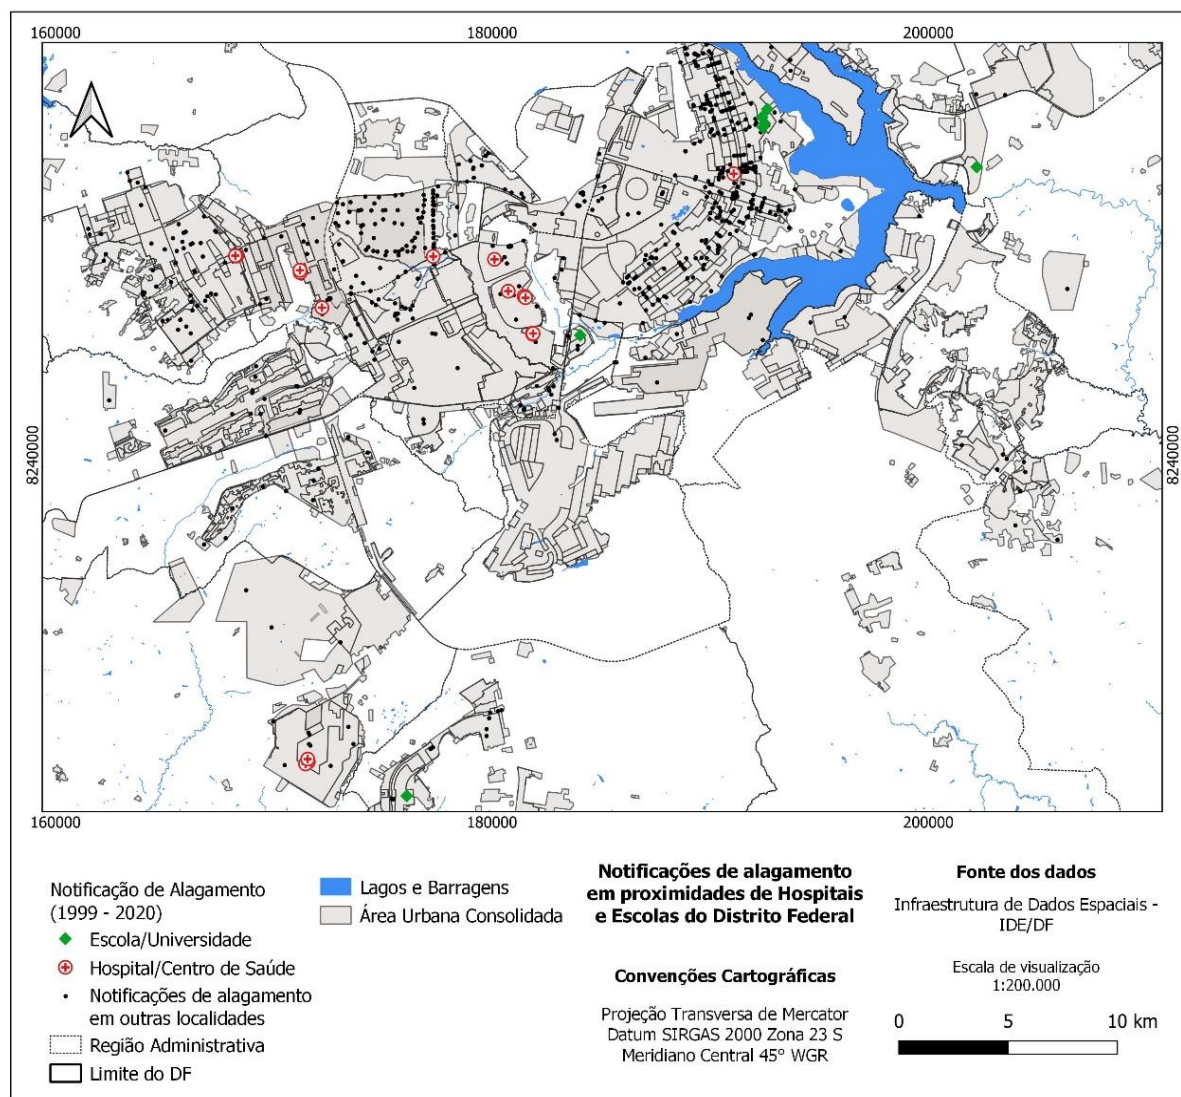 160000
180000
200000
8240000
8240000
160000
180000
200000
Notificação de Alagamento
(1999 - 2020)
Escola/Universidade
Hospital/Centro de Saúde
Notificações de alagamento
em outras localidades
Região Administrativa
Limite do DF
Lagos e Barragens
Área Urbana Consolidada
Notificações de alagamento
em proximidades de Hospitais
e Escolas do Distrito Federal
Convenções Cartográficas
Projeção Transversa de Mercator
Datum SIRGAS 2000 Zona 23 S
Meridiano Central 45° WGR
Fonte dos dados
Infraestrutura de Dados Espaciais -
IDE/DF
Escala de visualização
1:200.000
0 5 10 km